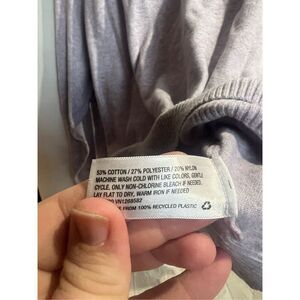 53% COTTON / 27% POLYESTER / 20% NYLON
MACHINE WASH COLD WITH LIKE COLORS, GENTLE
CYCLE, ONLY NON-CHLORINE BLEACH IF NEEDED,
LAY FLAT TO DRY, WARM IRON IF NEEDED
VN1268582
FROM 100% RECYCLED PLASTIC